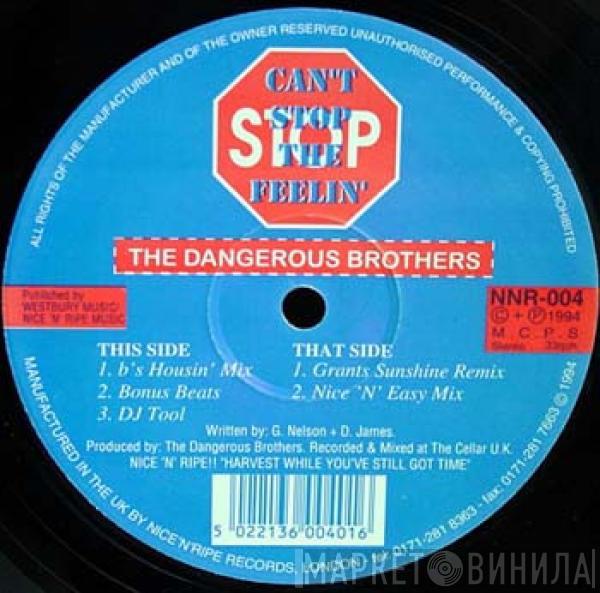 ALL RIGHTS OF THE MANUFACTURER AND OF THE OWNER RESERVED UNAUTHORISED PERFORMANCE & COPYING PROHIBITED
CAN'T
STOP
STOP
THE
FEELIN'
THE DANGEROUS BROTHERS
Published by
WESTBURY MUSIC/
NICE 'N' RIPE MUSIC
NNR-004
© + ℗ 1994
M. C. P. S
Stereo 33rpm
THIS SIDE
1. b's Housin' Mix
2. Bonus Beats
3. DJ Tool
THAT SIDE
1. Grants Sunshine Remix
2. Nice 'N' Easy Mix
Written by: G. Nelson + D. James.
Produced by: The Dangerous Brothers. Recorded & Mixed at The Cellar U.K.
NICE 'N' RIPE!! "HARVEST WHILE YOU'VE STILL GOT TIME"
5 022136 004016
MANUFACTURED IN THE UK BY NICE'N'RIPE RECORDS, LONDON - tel: 0171-281 8363 - fax: 0171-281 7663 © 1994
МАРКЕТ ВИНИЛА